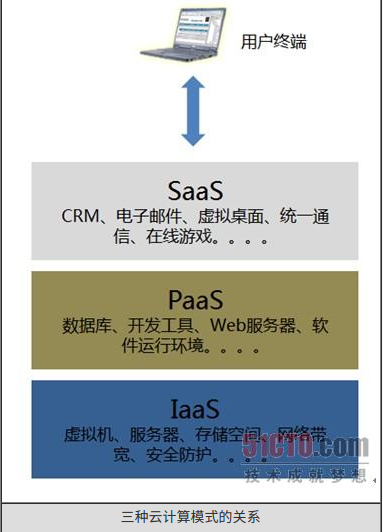 用户终端
SaaS
CRM、电子邮件、虚拟桌面、统一通
信、在线游戏。。。。
PaaS
数据库、开发工具、Web服务器、软
件运行环境。。。。
IaaS
虚拟机、服务器、存储空间、网络带
宽、安全防护。。。。
51CTO.com
技术成就梦想
三种云计算模式的关系